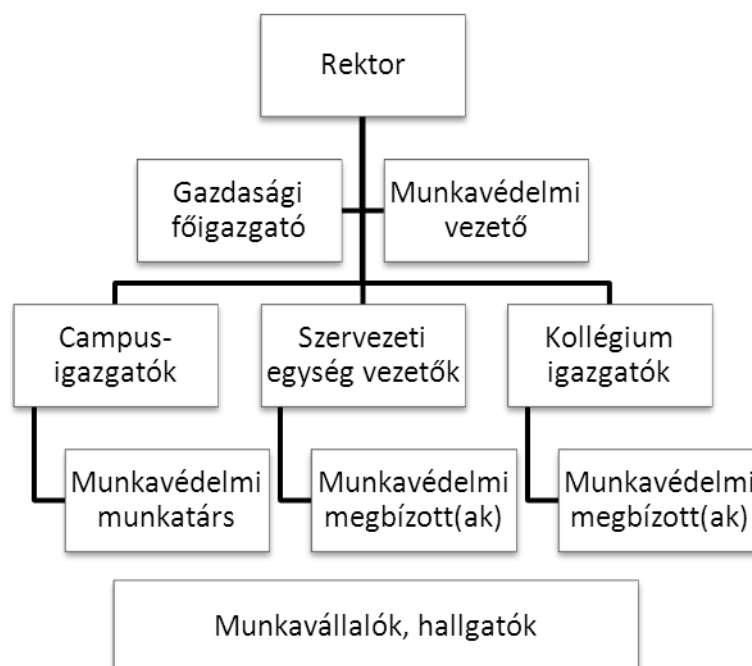 Rektor
Gazdasági
főigazgató
Munkavédelmi
vezető
Campus-
igazgatók
Szervezeti
egység vezetők
Kollégium
igazgatók
Munkavédelmi
munkatárs
Munkavédelmi
megbízott(ak)
Munkavédelmi
megbízott(ak)
Munkavállalók, hallgatók